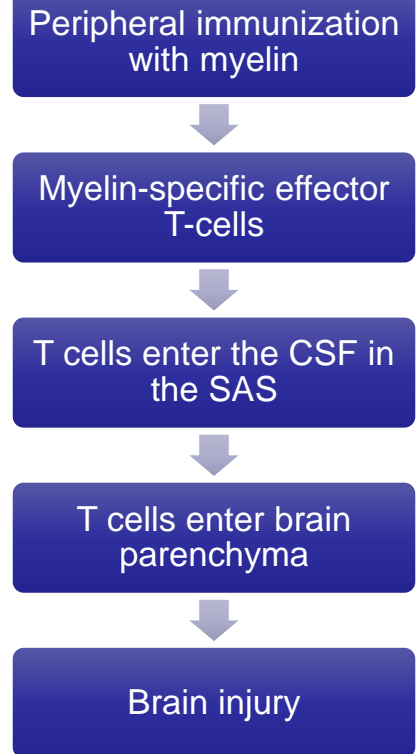 Peripheral immunization
with myelin
Myelin-specific effector
T-cells
T cells enter the CSF in
the SAS
T cells enter brain
parenchyma
Brain injury